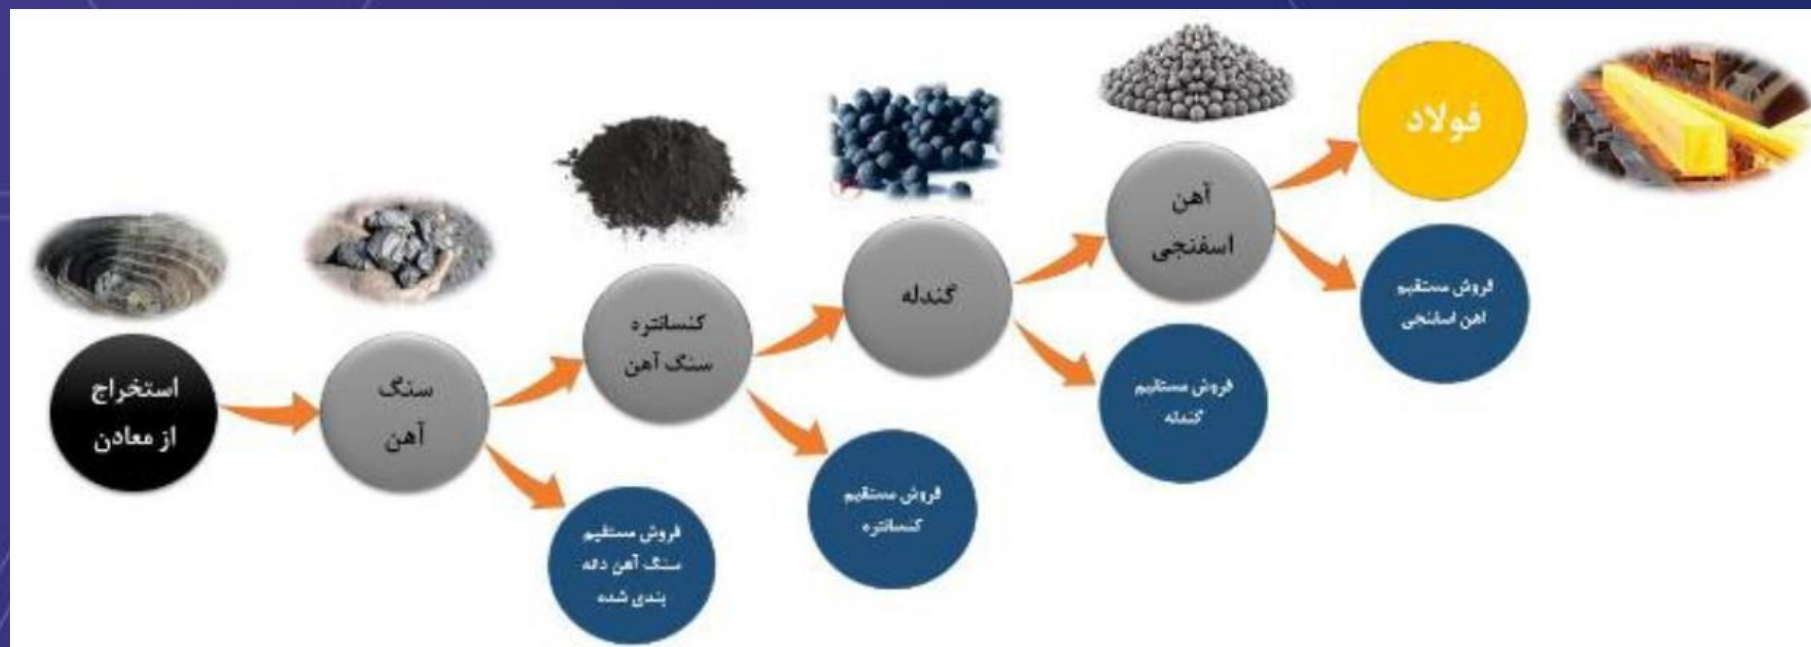 استخراج
از معادن
سنگ
آهن
فروش مستقیم
سنگ آهن دانه
بندی شده
کنسانتره
سنگ آهن
فروش مستقیم
کنسانتره
گندله
فروش مستقیم
گندله
آهن
اسفنجی
فروش مستقیم
اهن اسفنجی
فولاد